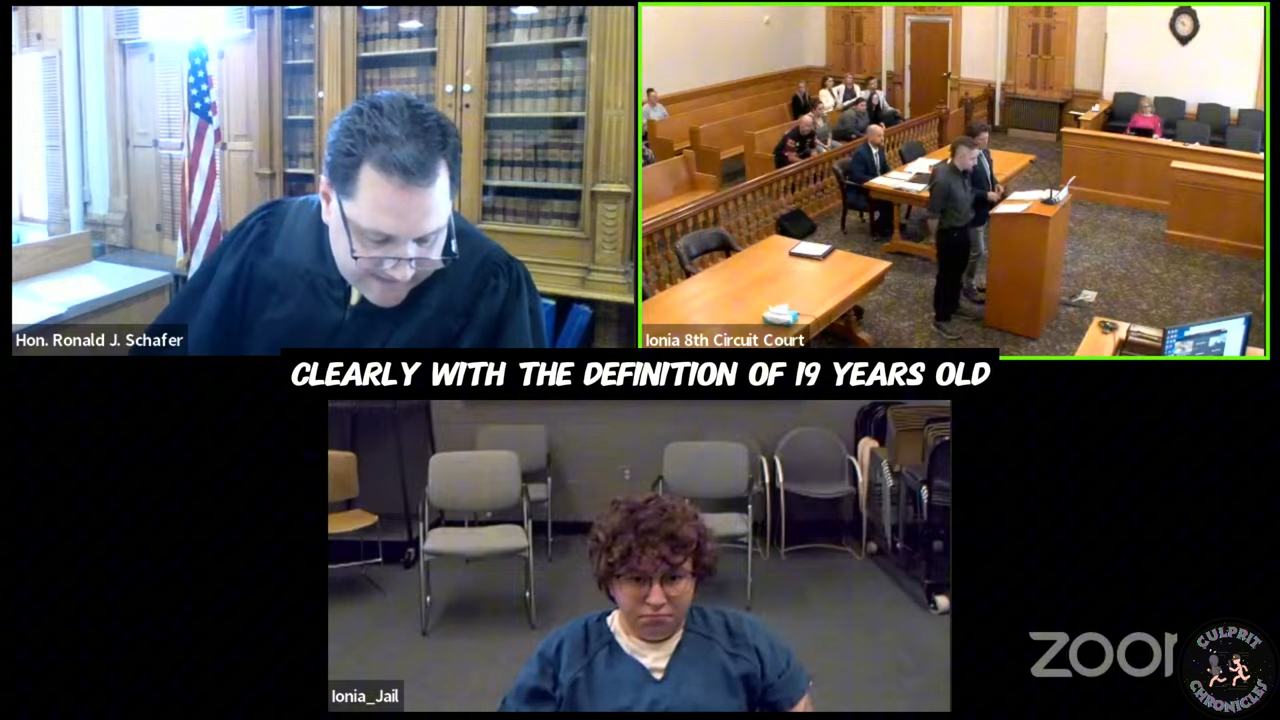 Hon. Ronald J. Schafer
Ionia 8th Circuit Court
CLEARLY WITH THE DEFINITION OF 19 YEARS OLD
Ionia_Jail
zoom
CULPRIT
CHRONICLES